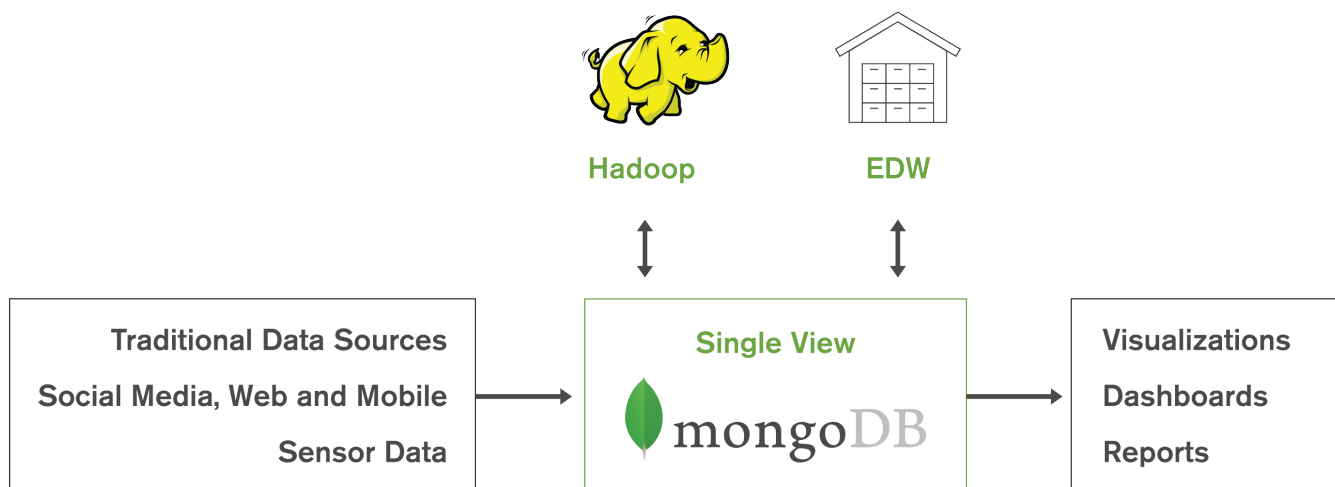 Hadoop
EDW
Traditional Data Sources
Social Media, Web and Mobile
Sensor Data
Single View
mongoDB
Visualizations
Dashboards
Reports